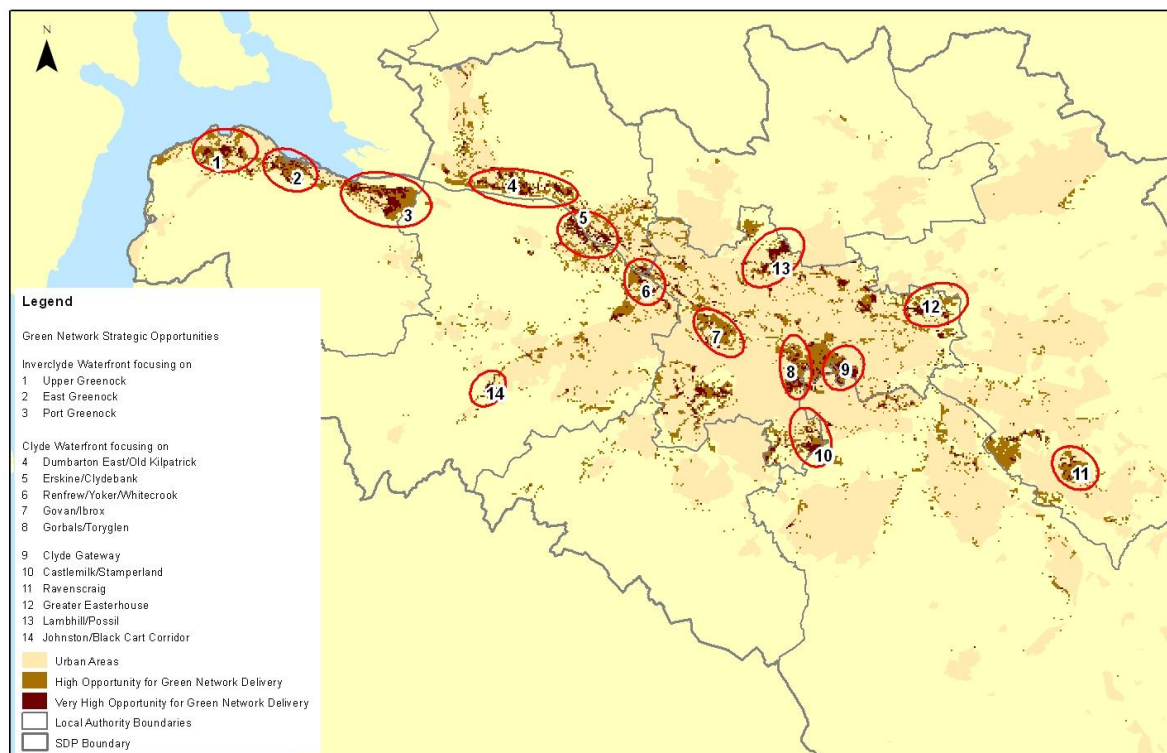 N
1
2
3
4
5
6
7
8
9
10
11
12
13
14
Legend
Green Network Strategic Opportunities
Inverclyde Waterfront focusing on
1 Upper Greenock
2 East Greenock
3 Port Greenock
Clyde Waterfront focusing on
4 Dumbarton East/Old Kilpatrick
5 Erskine/Clydebank
6 Renfrew/Yoker/Whitecrook
7 Govan/Ibrox
8 Gorbals/Toryglen
9 Clyde Gateway
10 Castlemilk/Stamperland
11 Ravenscraig
12 Greater Easterhouse
13 Lambhill/Possil
14 Johnston/Black Cart Corridor
Urban Areas
High Opportunity for Green Network Delivery
Very High Opportunity for Green Network Delivery
Local Authority Boundaries
SDP Boundary